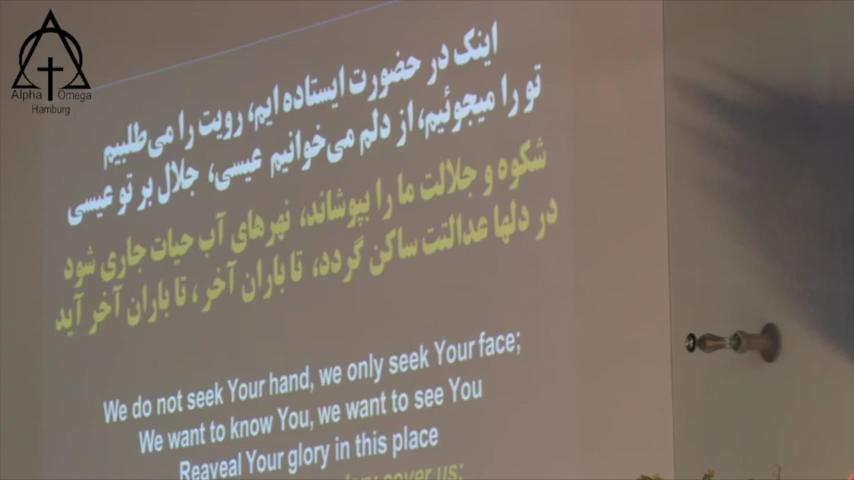 Alpha Omega
Hamburg
اینک در حضورت ایستاده ایم، رویت را می‌طلبیم
تو را میجوئیم، از دلم می‌خوانیم عیسی، جلال بر تو عیسی
شکوه و جلالت ما را بپوشاند، نهرهای آب حیات جاری شود
در دلها عدالتت ساکن گردد، تا باران آخر، تا باران آخر آید
We do not seek Your hand, we only seek Your face;
We want to know You, we want to see You
Reaveal Your glory in this place
cover us;